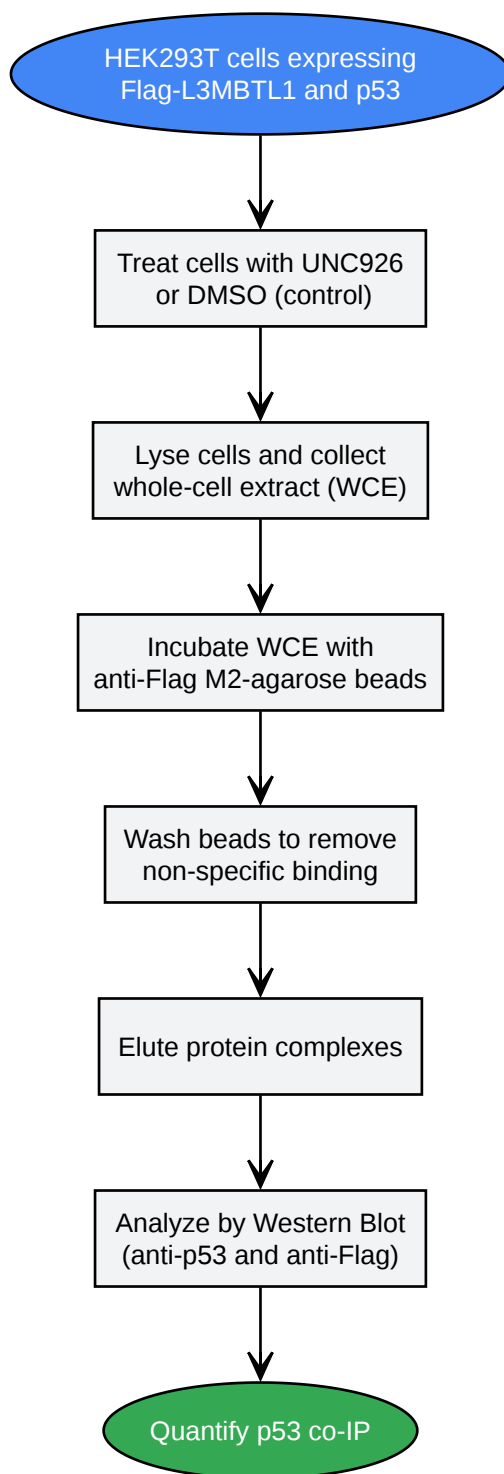 HEK293T cells expressing
Flag-L3MBTL1 and p53
Treat cells with UNC926
or DMSO (control)
Lyse cells and collect
whole-cell extract (WCE)
Incubate WCE with
anti-Flag M2-agarose beads
Wash beads to remove
non-specific binding
Elute protein complexes
Analyze by Western Blot
(anti-p53 and anti-Flag)
Quantify p53 co-IP